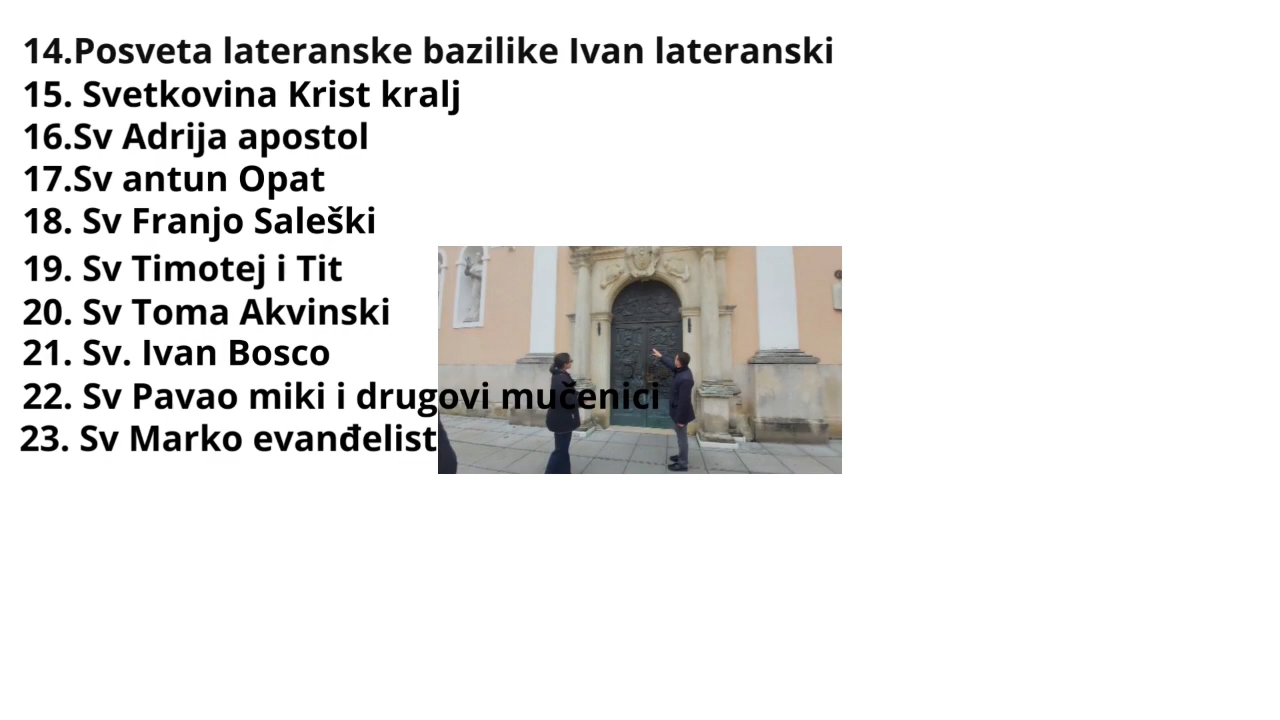 14.Posveta lateranske bazilike Ivan lateranski
15. Svetkovina Krist kralj
16.Sv Adrija apostol
17.Sv antun Opat
18. Sv Franjo Saleški
19. Sv Timotej i Tit
20. Sv Toma Akvinski
21. Sv. Ivan Bosco
22. Sv Pavao miki i drugovi mučenici
23. Sv Marko evanđelist